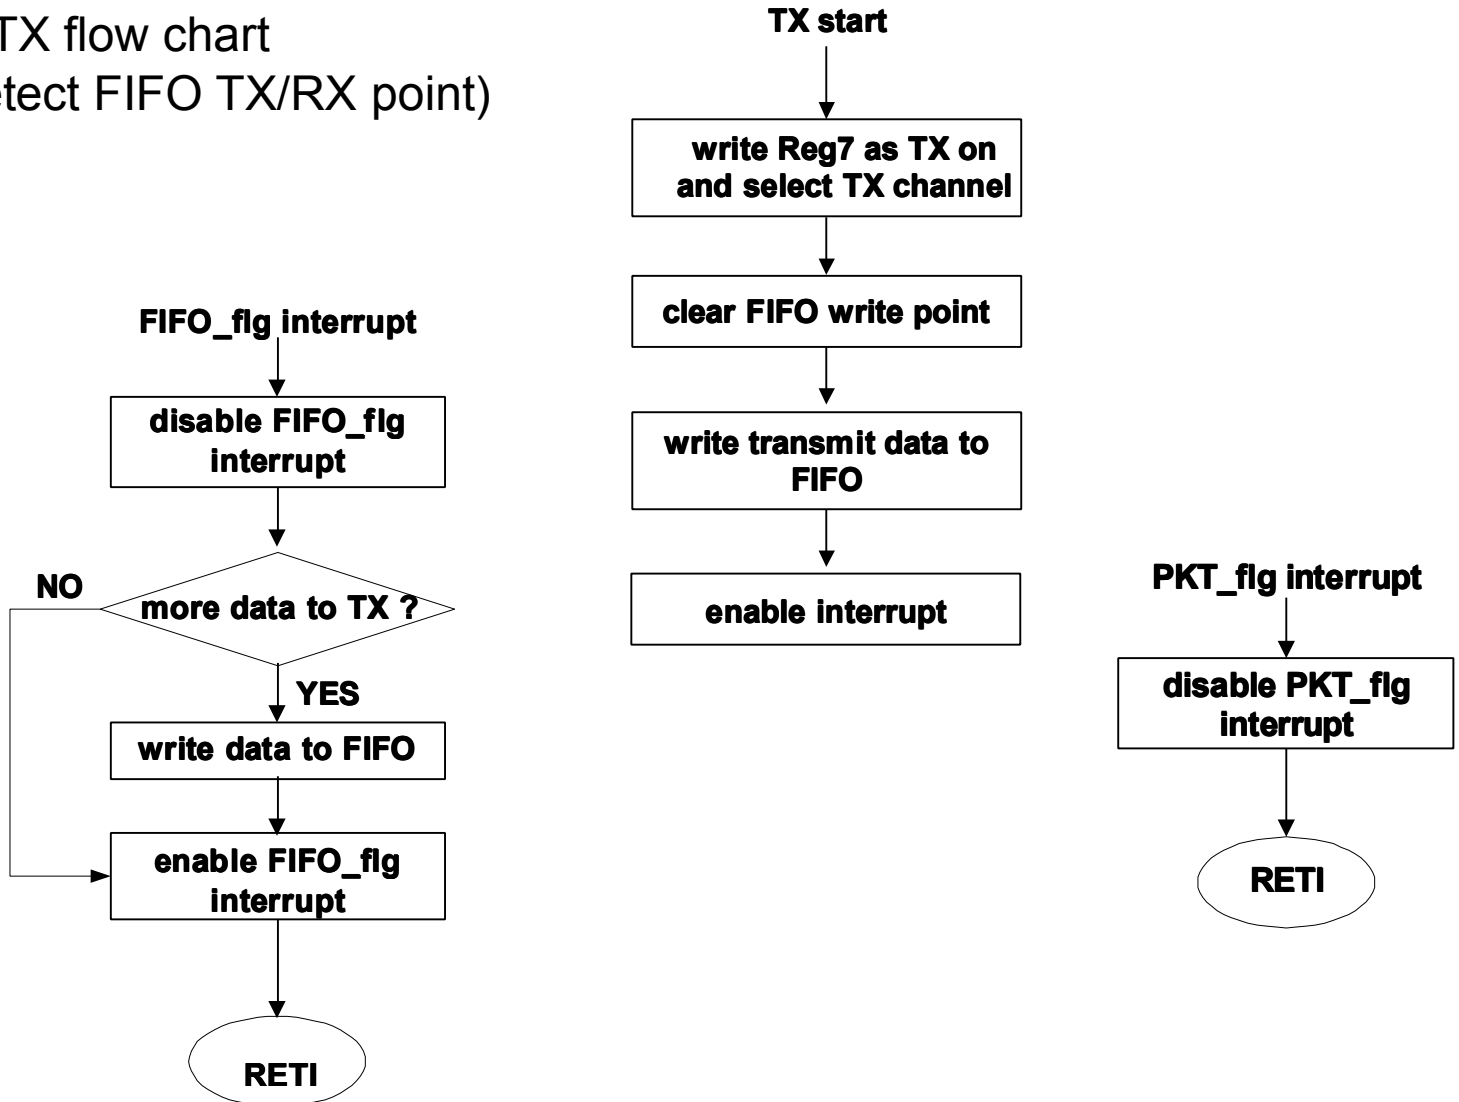 TX flow chart
etect FIFO TX/RX point)
TX start
write Reg7 as TX on
and select TX channel
clear FIFO write point
write transmit data to
FIFO
enable interrupt
FIFO_flg interrupt
disable FIFO_flg
interrupt
NO
more data to TX ?
YES
write data to FIFO
enable FIFO_flg
interrupt
RETI
PKT_flg interrupt
disable PKT_flg
interrupt
RETI